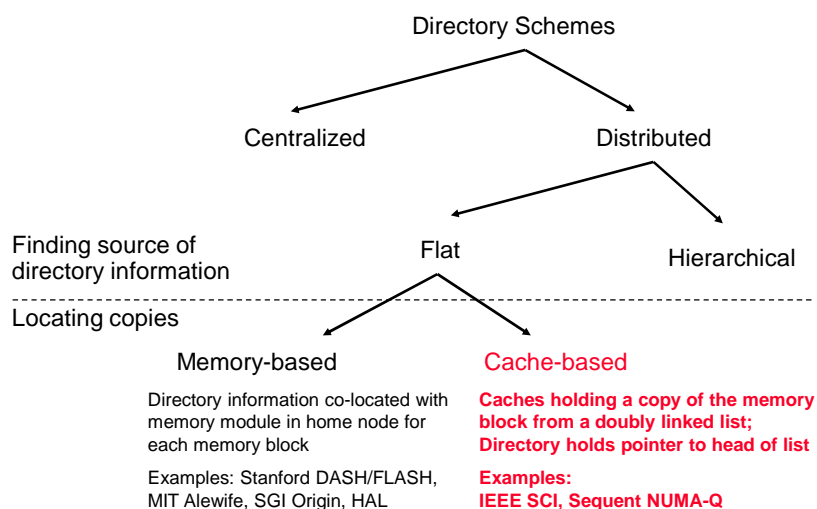 Directory Schemes
Centralized
Distributed
Finding source of
directory information
Flat
Hierarchical
Locating copies
Memory-based
Directory information co-located with
memory module in home node for
each memory block
Examples: Stanford DASH/FLASH,
MIT Alewife, SGI Origin, HAL
Cache-based
Caches holding a copy of the memory
block from a doubly linked list;
Directory holds pointer to head of list
Examples:
IEEE SCI, Sequent NUMA-Q